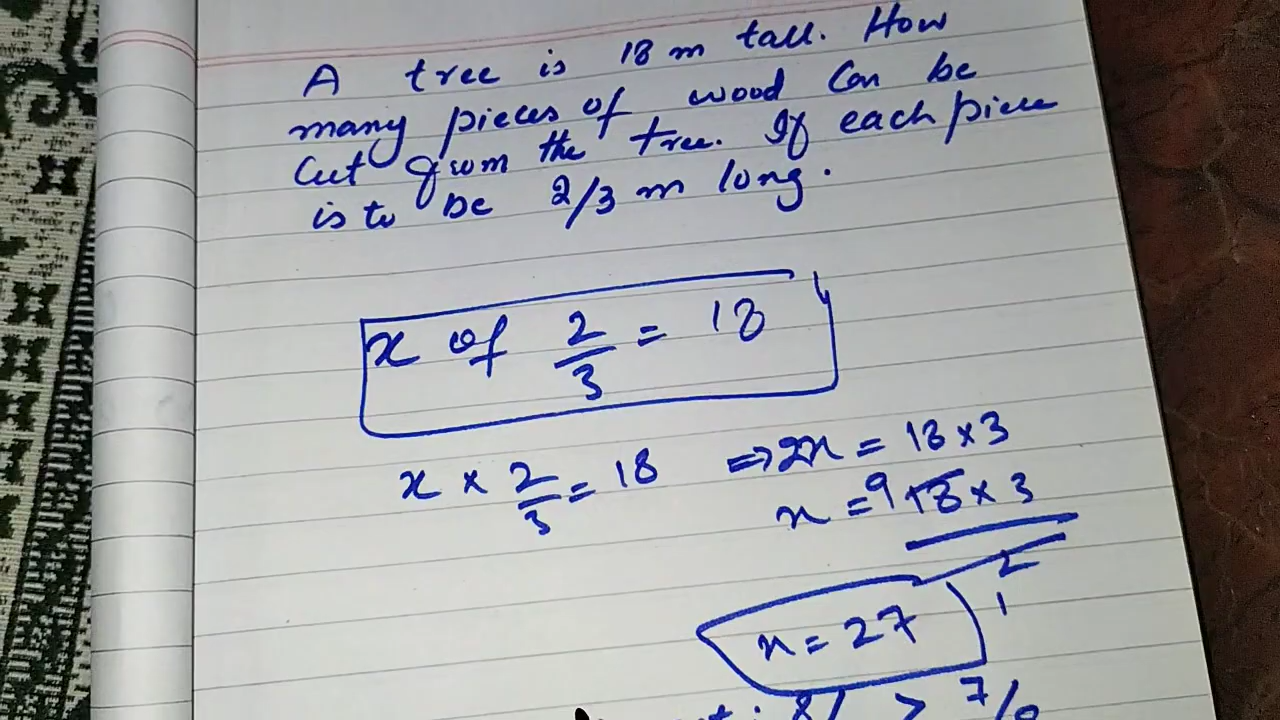 A tree is 18 m tall. How
many pieces of wood Can be
Cut from the tree. If each piece
is to be 2/3 m long.
x of 2/3 = 18
x × 2/3 = 18 ⇒ 2x = 18 × 3
x = 9 18 × 3
2
1
x = 27
> 7/